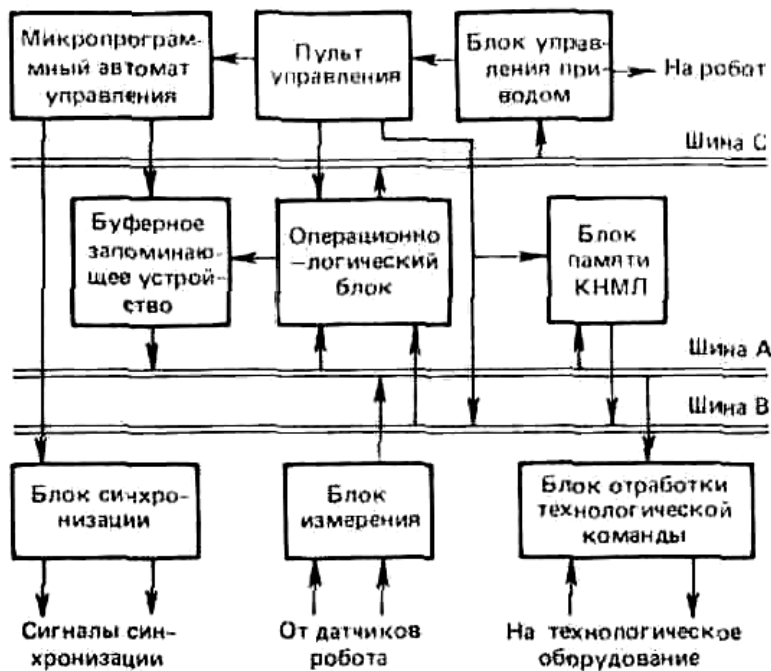 Микропрограм-
мный автомат
управления
Пульт
управления
Блок управ-
ления при-
водом
На робот
Шина С
Буферное
запоминаю-
щее устрой-
ство
Операционно
-логический
блок
Блок
памяти
КНМЛ
Шина А
Шина В
Блок синхро-
низации
Блок
измерения
Блок отработки
технологической
команды
Сигналы син-
хронизации
От датчиков
робота
На технологическое
оборудование